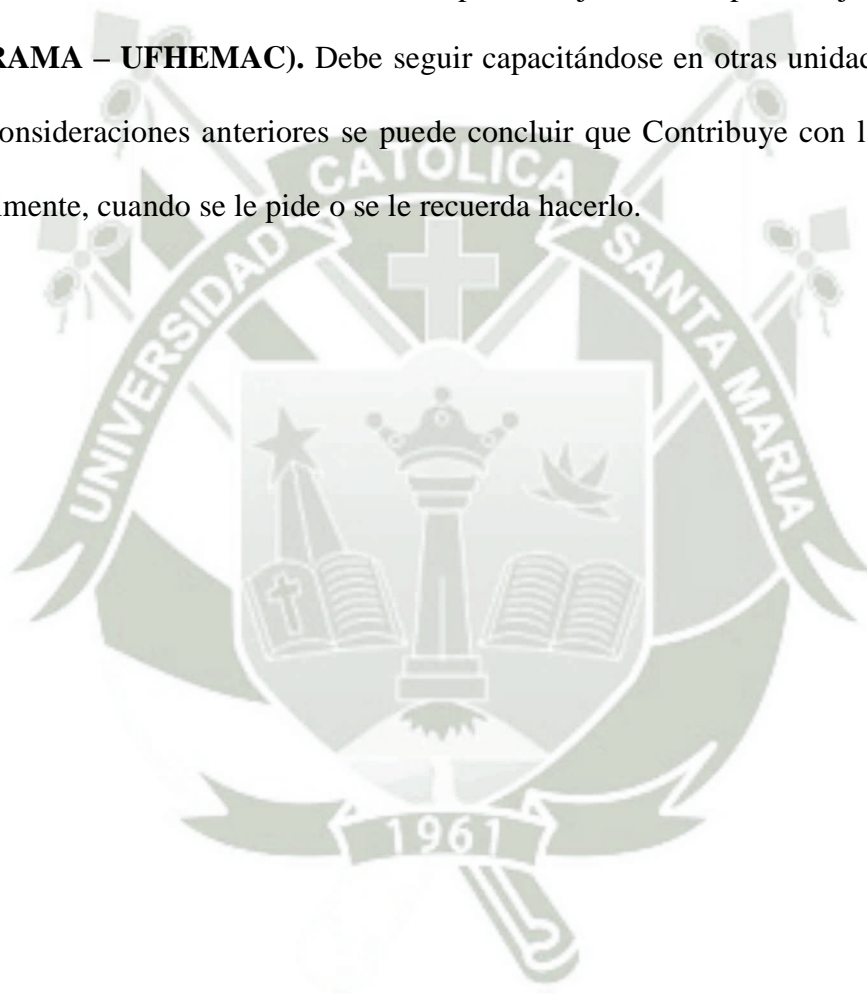 RAMA – UFHEMAC). Debe seguir capacitándose en otras unidad
onsideraciones anteriores se puede concluir que Contribuye con l
lmente, cuando se le pide o se le recuerda hacerlo.
UNIVERSIDAD CATOLICA SANTA MARIA
1961